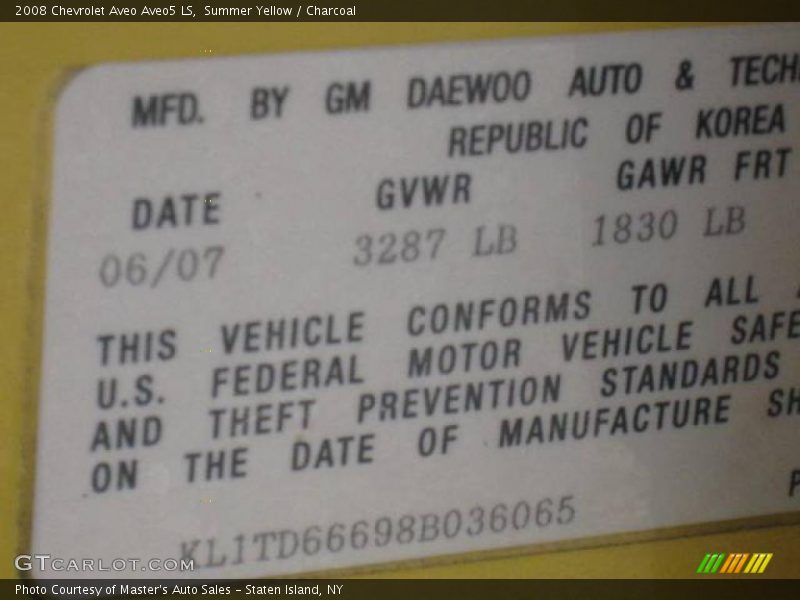 2008 Chevrolet Aveo Aveo5 LS, Summer Yellow / Charcoal
MFD. BY GM DAEWOO AUTO & TECH
REPUBLIC OF KOREA
DATE GVWR GAWR FRT
06/07 3287 LB 1830 LB
THIS VEHICLE CONFORMS TO ALL
U.S. FEDERAL MOTOR VEHICLE SAFE
AND THEFT PREVENTION STANDARDS
ON THE DATE OF MANUFACTURE SH
P
KL1TD66698B036065
GTCARLOT.COM
Photo Courtesy of Master's Auto Sales - Staten Island, NY